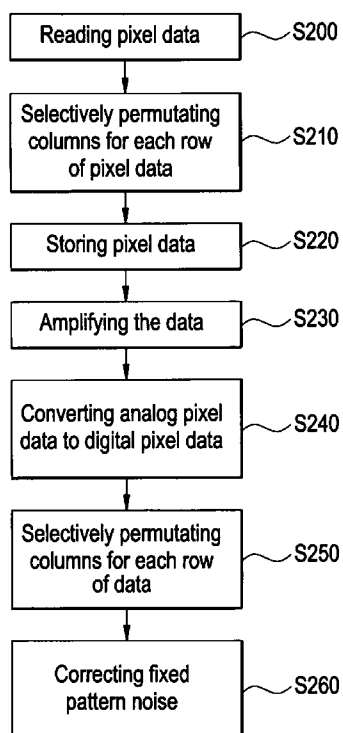 Reading pixel data
S200
Selectively permutating
columns for each row
of pixel data
S210
Storing pixel data
S220
Amplifying the data
S230
Converting analog pixel
data to digital pixel data
S240
Selectively permutating
columns for each row
of data
S250
Correcting fixed
pattern noise
S260